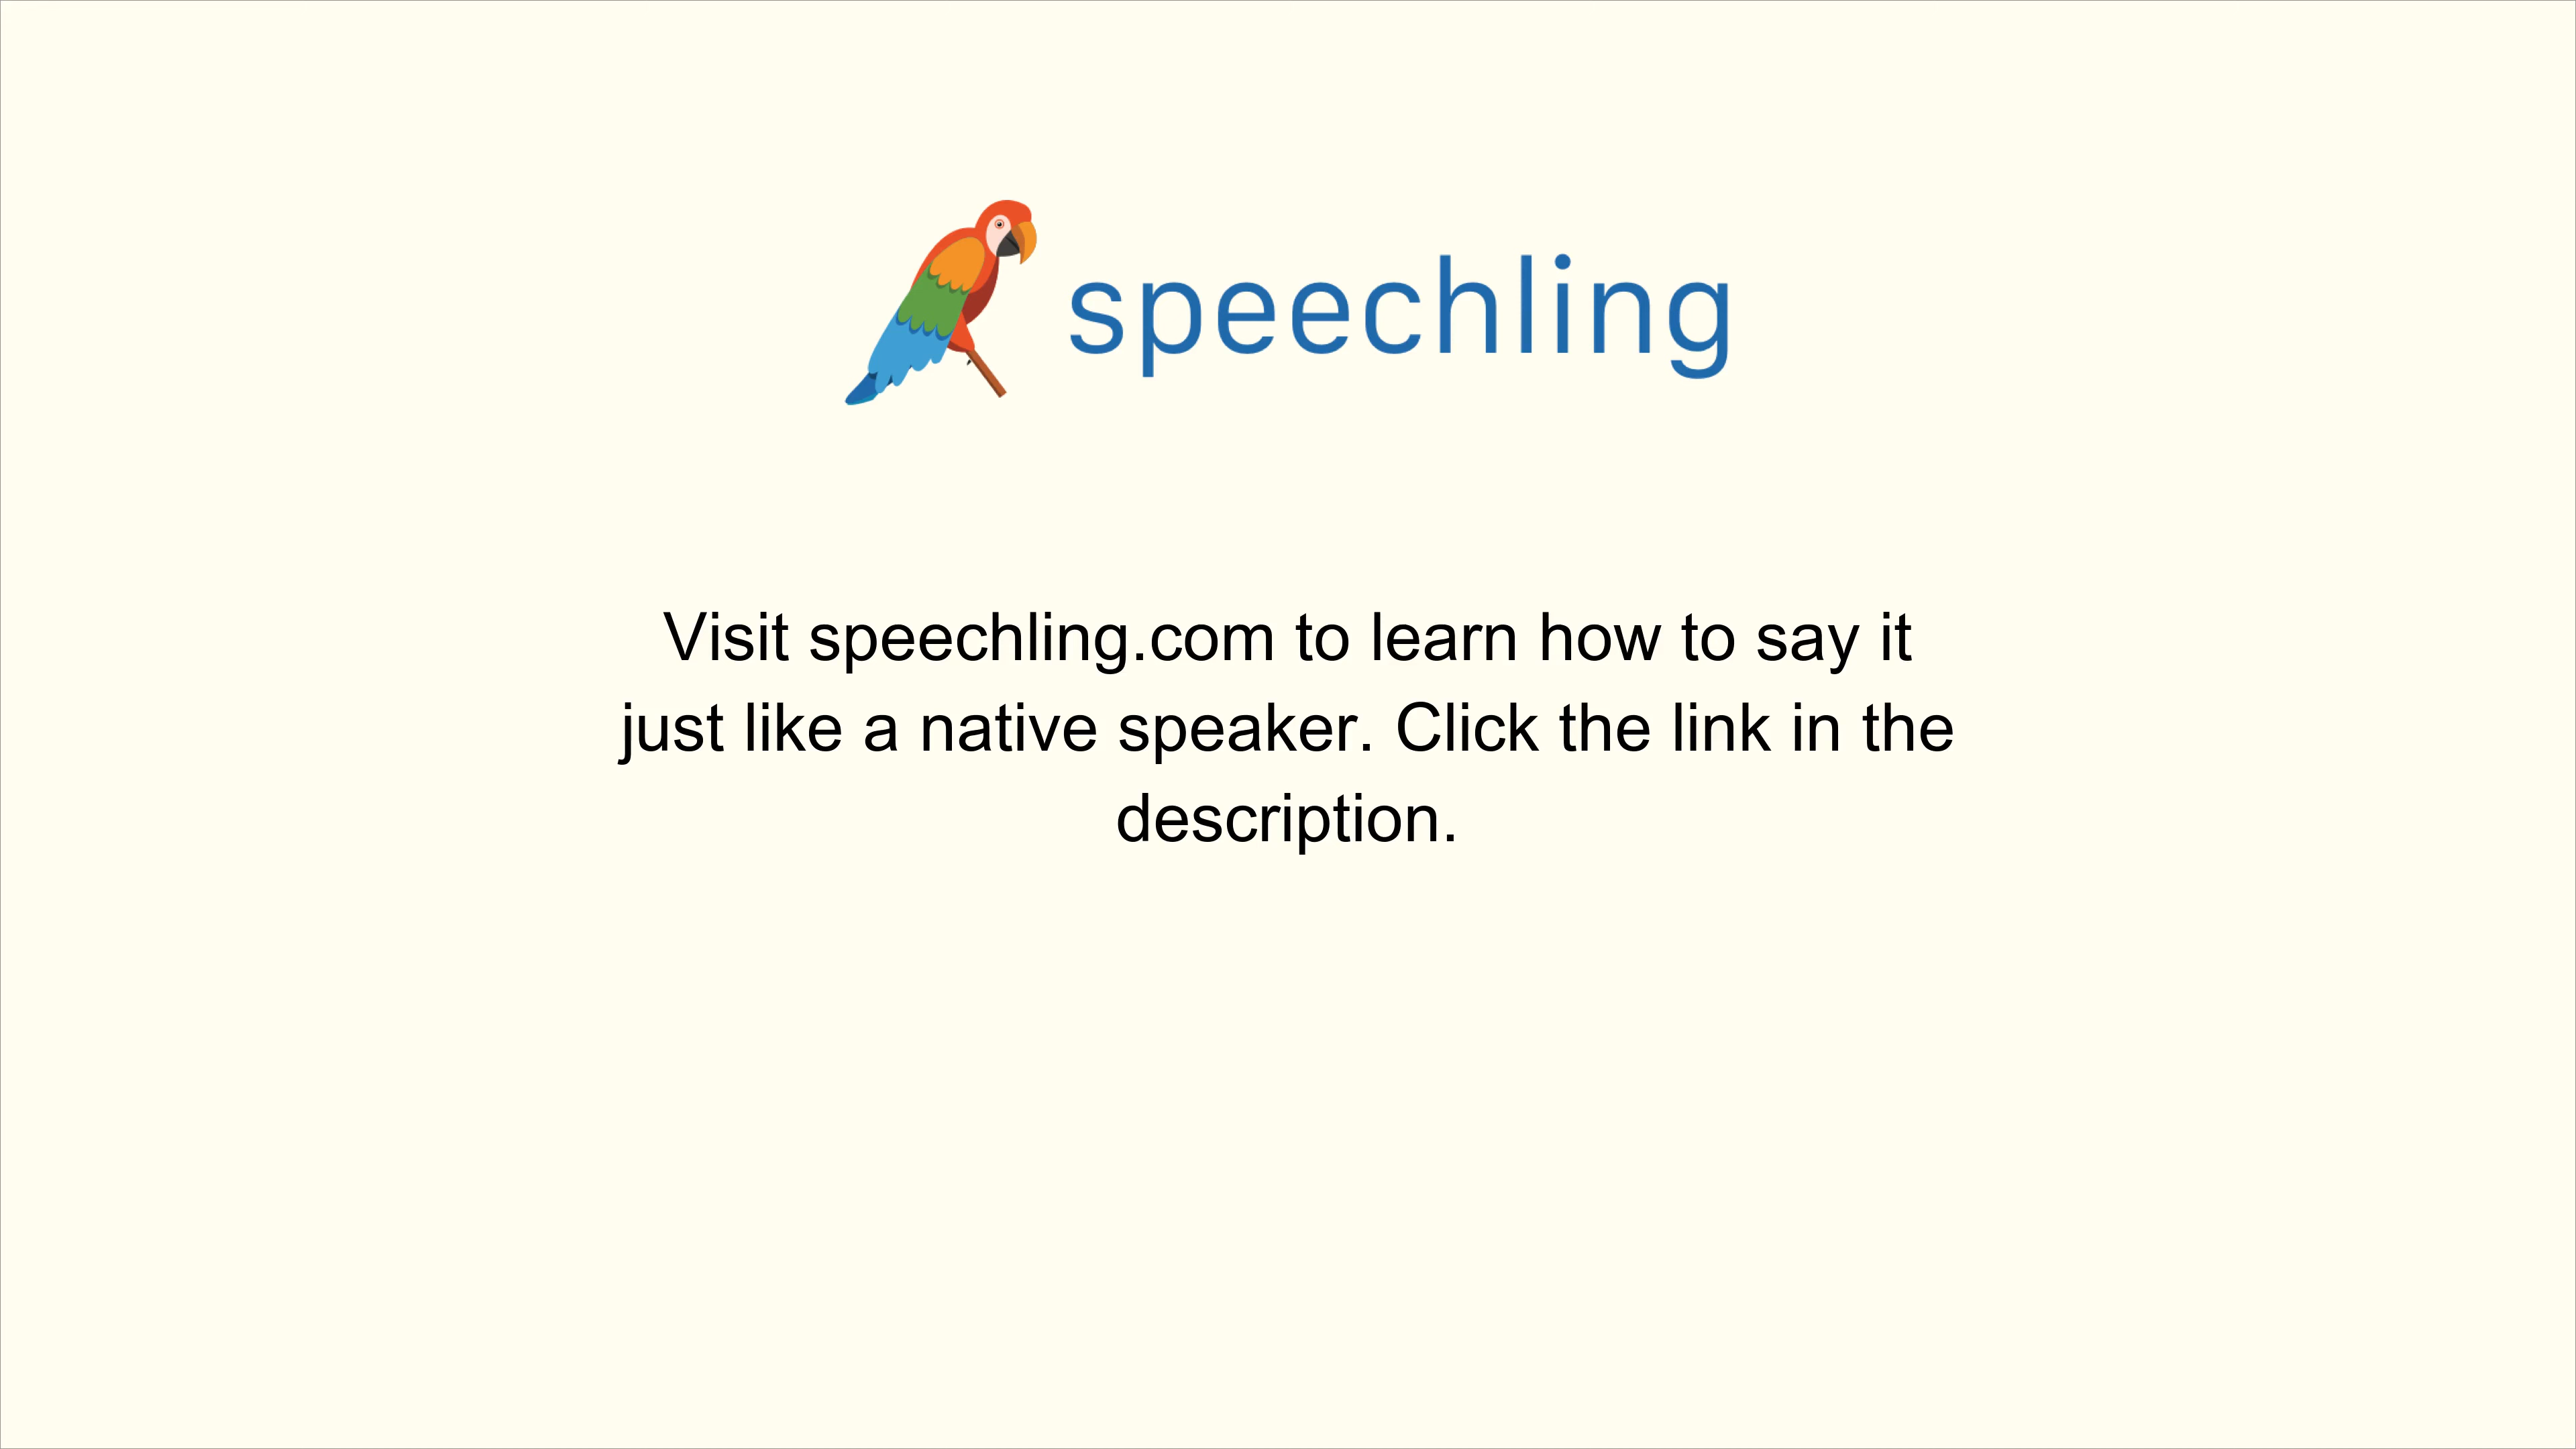 speechling
Visit speechling.com to learn how to say it
just like a native speaker. Click the link in the
description.